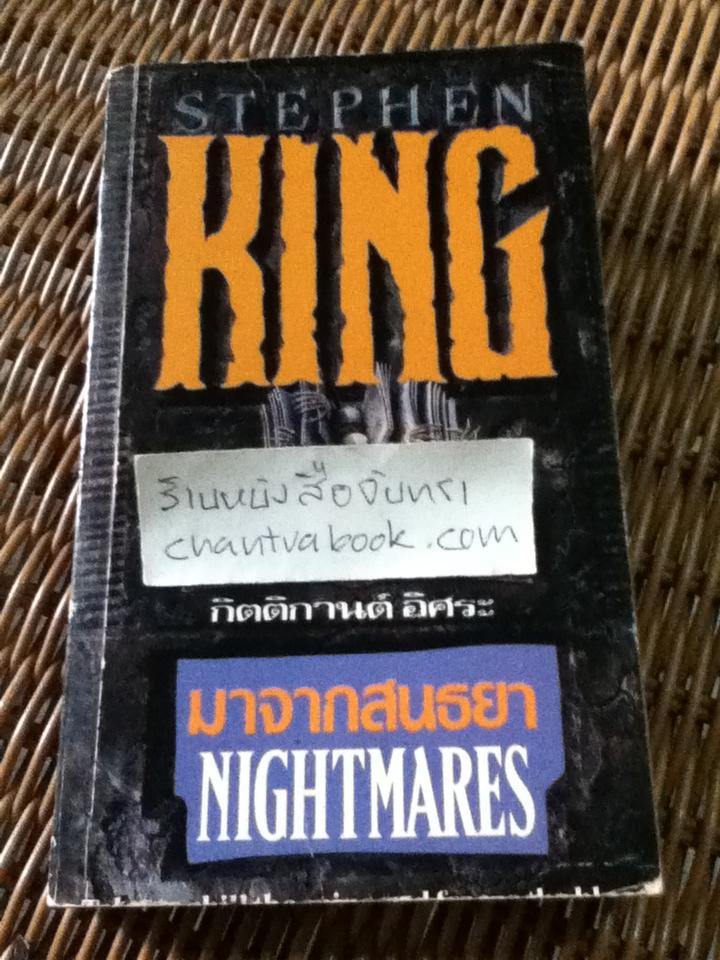 STEPHEN
KING
ร้านหนังสือจันทรา
chantrabook.com
กิตติกานต์ อิศระ
มาจากสนธยา
NIGHTMARES